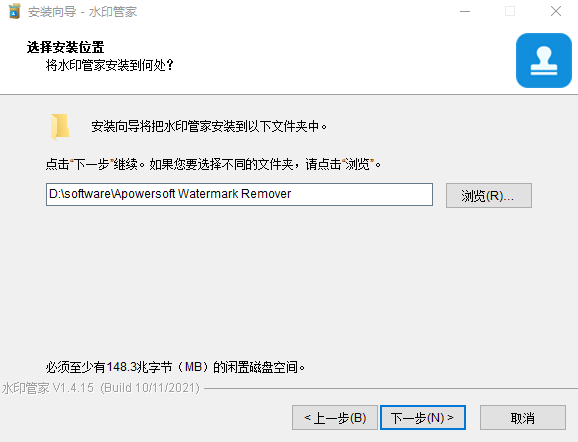 安装向导 - 水印管家
选择安装位置
将水印管家安装到何处?
安装向导将把水印管家安装到以下文件夹中。
点击“下一步”继续。如果您要选择不同的文件夹,请点击“浏览”。
D:\software\Apowersoft Watermark Remover
浏览(R)...
必须至少有148.3兆字节(MB)的闲置磁盘空间。
水印管家 V1.4.15 (Build 10/11/2021)
< 上一步(B)
下一步(N) >
取消